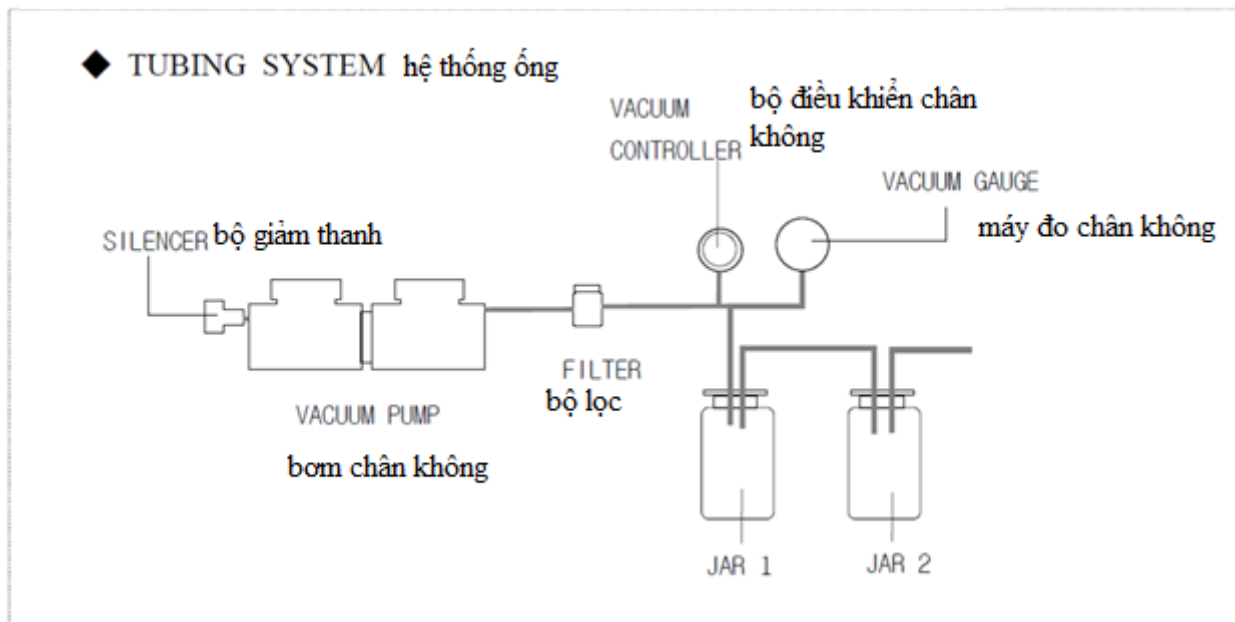 ◆ TUBING SYSTEM hệ thống ống
VACUUM
CONTROLLER
bộ điều khiển chân
không
VACUUM GAUGE
máy đo chân không
SILENCER bộ giảm thanh
FILTER
bộ lọc
VACUUM PUMP
bơm chân không
JAR 1
JAR 2